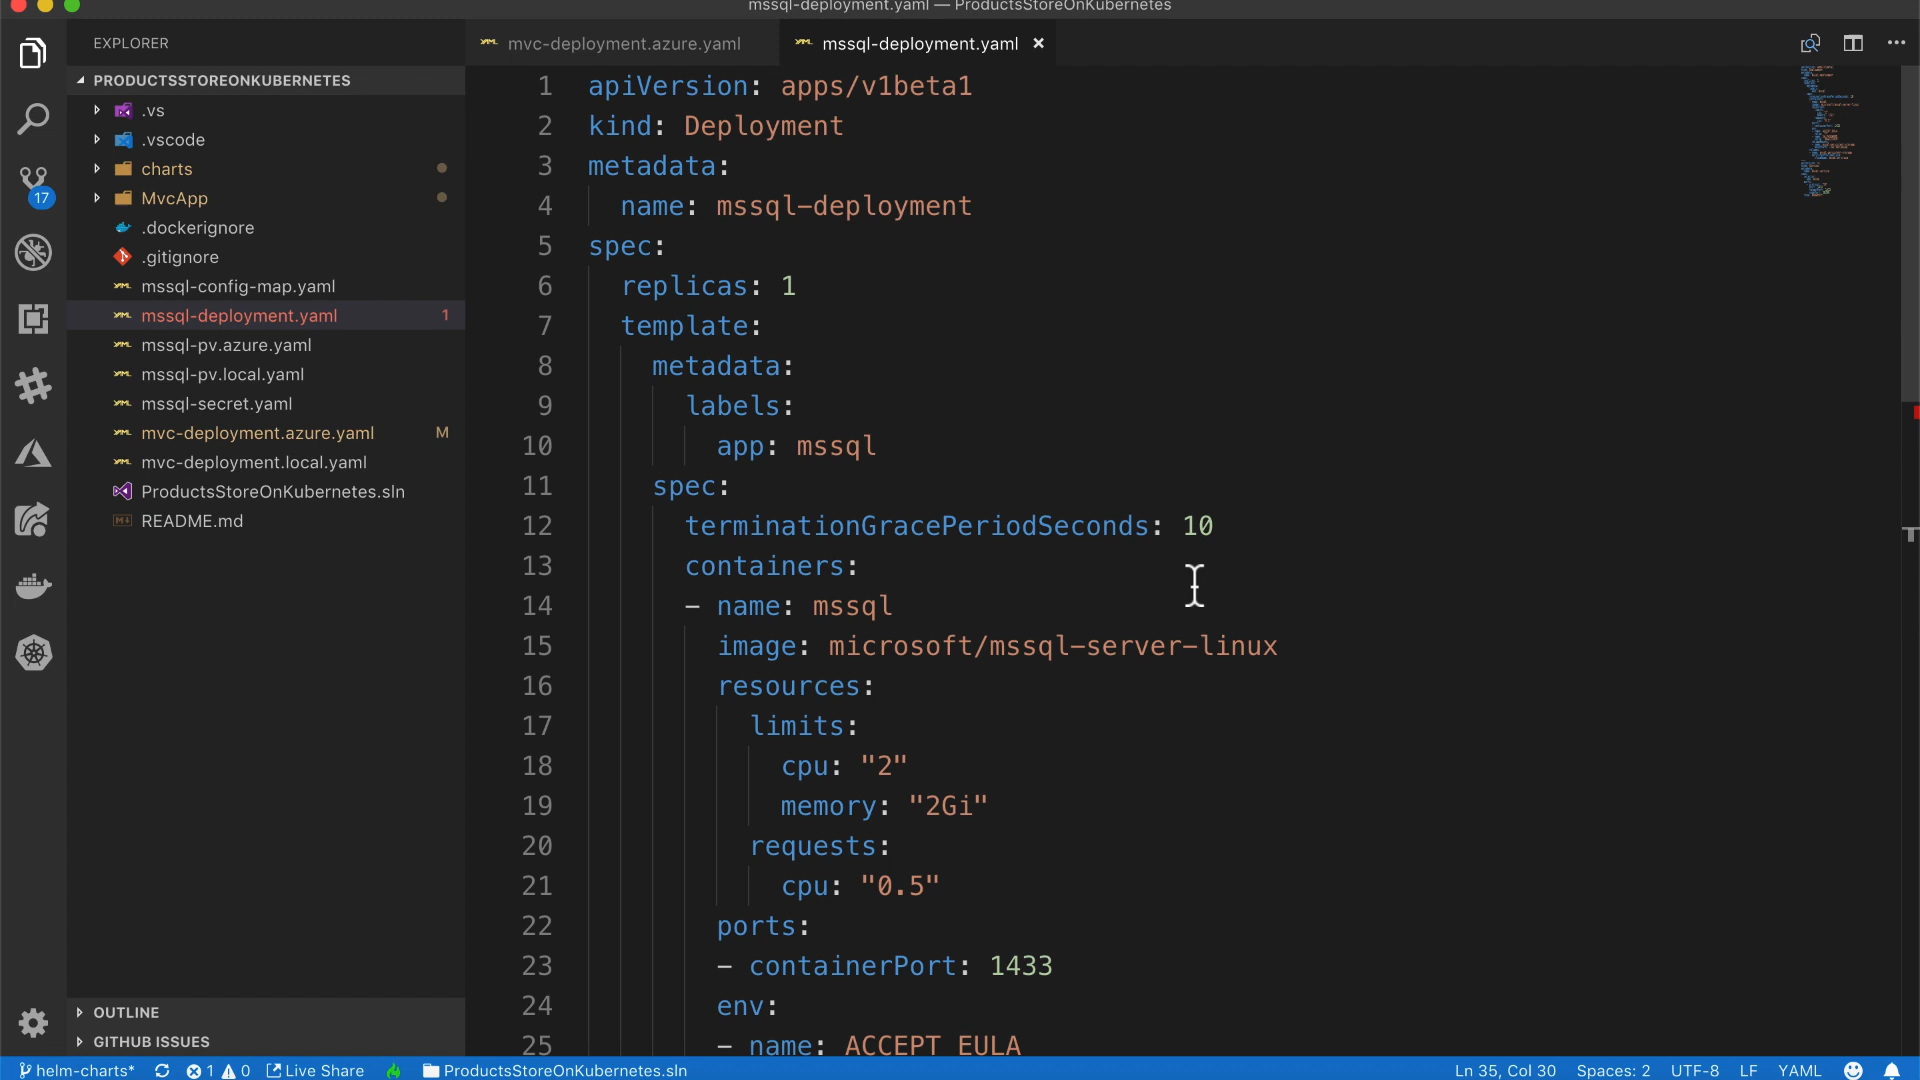 mssql-deployment.yaml — ProductsStoreOnKubernetes
EXPLORER
PRODUCTSSTOREONKUBERNETES
.vs
.vscode
charts
MvcApp
.dockerignore
.gitignore
mssql-config-map.yaml
mssql-deployment.yaml 1
mssql-pv.azure.yaml
mssql-pv.local.yaml
mssql-secret.yaml
mvc-deployment.azure.yaml M
mvc-deployment.local.yaml
ProductsStoreOnKubernetes.sln
README.md
OUTLINE
GITHUB ISSUES
17
mvc-deployment.azure.yaml
mssql-deployment.yaml
1 apiVersion: apps/v1beta1
2 kind: Deployment
3 metadata:
4 name: mssql-deployment
5 spec:
6 replicas: 1
7 template:
8 metadata:
9 labels:
10 app: mssql
11 spec:
12 terminationGracePeriodSeconds: 10
13 containers:
14 - name: mssql
15 image: microsoft/mssql-server-linux
16 resources:
17 limits:
18 cpu: "2"
19 memory: "2Gi"
20 requests:
21 cpu: "0.5"
22 ports:
23 - containerPort: 1433
24 env:
25 - name: ACCEPT_EULA
helm-charts* 1 0 Live Share ProductsStoreOnKubernetes.sln Ln 35, Col 30 Spaces: 2 UTF-8 LF YAML